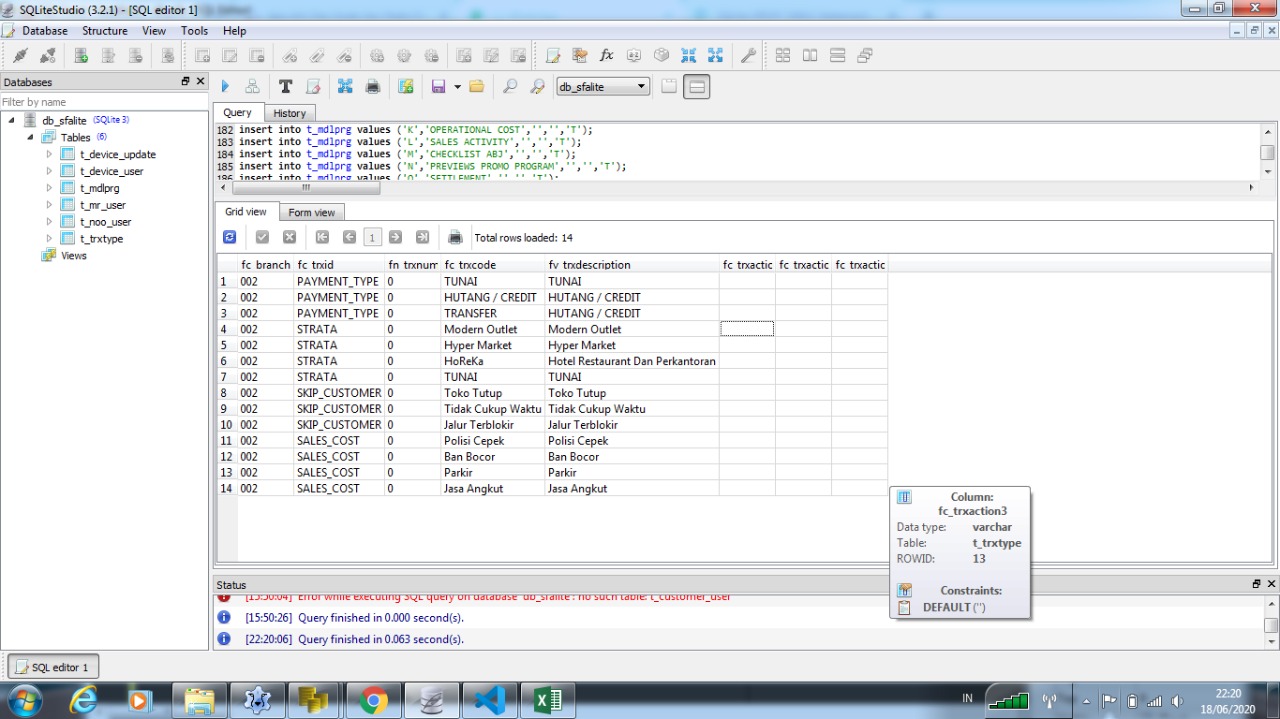 SQLiteStudio (3.2.1) - [SQL editor 1]
Database Structure View Tools Help
Databases
Filter by name
db_sfalite (SQLite 3)
Tables (6)
t_device_update
t_device_user
t_mdlprg
t_mr_user
t_noo_user
t_trxtype
Views
db_sfalite
Query History
182 insert into t_mdlprg values ('K','OPERATIONAL COST','','','T');
183 insert into t_mdlprg values ('L','SALES ACTIVITY','','','T');
184 insert into t_mdlprg values ('M','CHECKLIST ABJ','','','T');
185 insert into t_mdlprg values ('N','PREVIEWS PROMO PROGRAM','','','T');
186 insert into t_mdlprg values ('O','SETTLEMENT','','','T');
Grid view Form view
1 Total rows loaded: 14
fc_branch fc_trxid fn_trxnum fc_trxcode fv_trxdescription fc_trxactic fc_trxactic fc_trxactic
1 002 PAYMENT_TYPE 0 TUNAI TUNAI
2 002 PAYMENT_TYPE 0 HUTANG / CREDIT HUTANG / CREDIT
3 002 PAYMENT_TYPE 0 TRANSFER HUTANG / CREDIT
4 002 STRATA 0 Modern Outlet Modern Outlet
5 002 STRATA 0 Hyper Market Hyper Market
6 002 STRATA 0 HoReKa Hotel Restaurant Dan Perkantoran
7 002 STRATA 0 TUNAI TUNAI
8 002 SKIP_CUSTOMER 0 Toko Tutup Toko Tutup
9 002 SKIP_CUSTOMER 0 Tidak Cukup Waktu Tidak Cukup Waktu
10 002 SKIP_CUSTOMER 0 Jalur Terblokir Jalur Terblokir
11 002 SALES_COST 0 Polisi Cepek Polisi Cepek
12 002 SALES_COST 0 Ban Bocor Ban Bocor
13 002 SALES_COST 0 Parkir Parkir
14 002 SALES_COST 0 Jasa Angkut Jasa Angkut
Column:
fc_trxaction3
Data type: varchar
Table: t_trxtype
ROWID: 13
Constraints:
DEFAULT ('')
Status
[15:50:04] Error while executing SQL query on database 'db_sfalite': no such table: t_customer_user
[15:50:26] Query finished in 0.000 second(s).
[22:20:06] Query finished in 0.063 second(s).
SQL editor 1
IN
22:20
18/06/2020